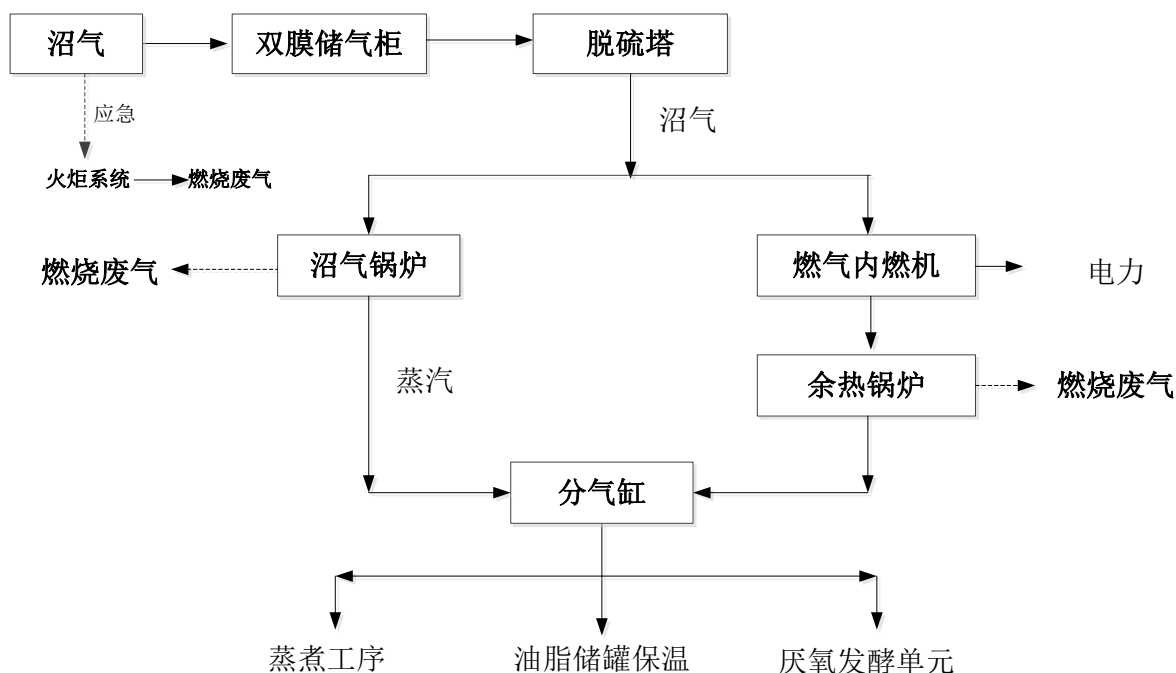 沼气
双膜储气柜
脱硫塔
应急
沼气
火炬系统
燃烧废气
燃烧废气
沼气锅炉
燃气内燃机
电力
蒸汽
余热锅炉
燃烧废气
分气缸
蒸煮工序
油脂储罐保温
厌氧发酵单元